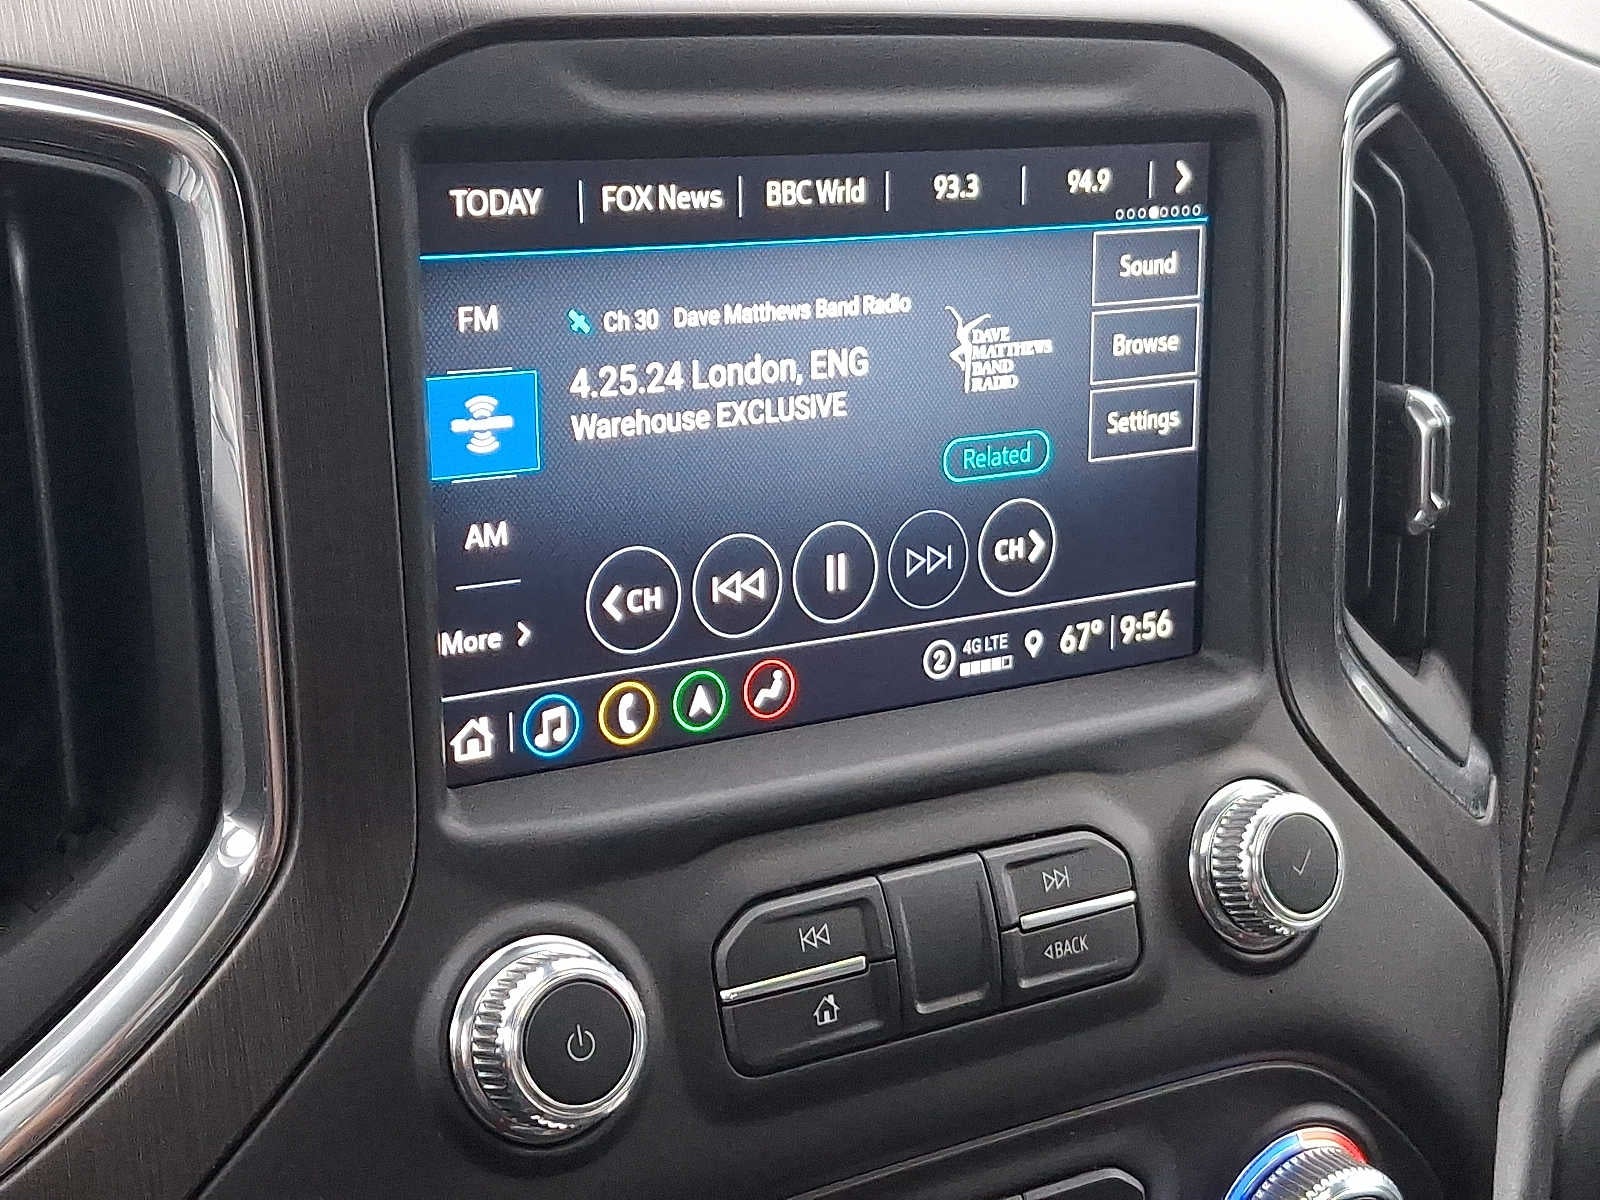 TODAY FOX News BBC Wrld 93.3 94.9
Sound
FM
Ch 30 Dave Matthews Band Radio
DAVE
MATTHEWS
BAND
RADIO
Browse
4.25.24 London, ENG
Warehouse EXCLUSIVE
Settings
Related
AM
CH
CH
More
2 4G LTE 67° 9:56
BACK